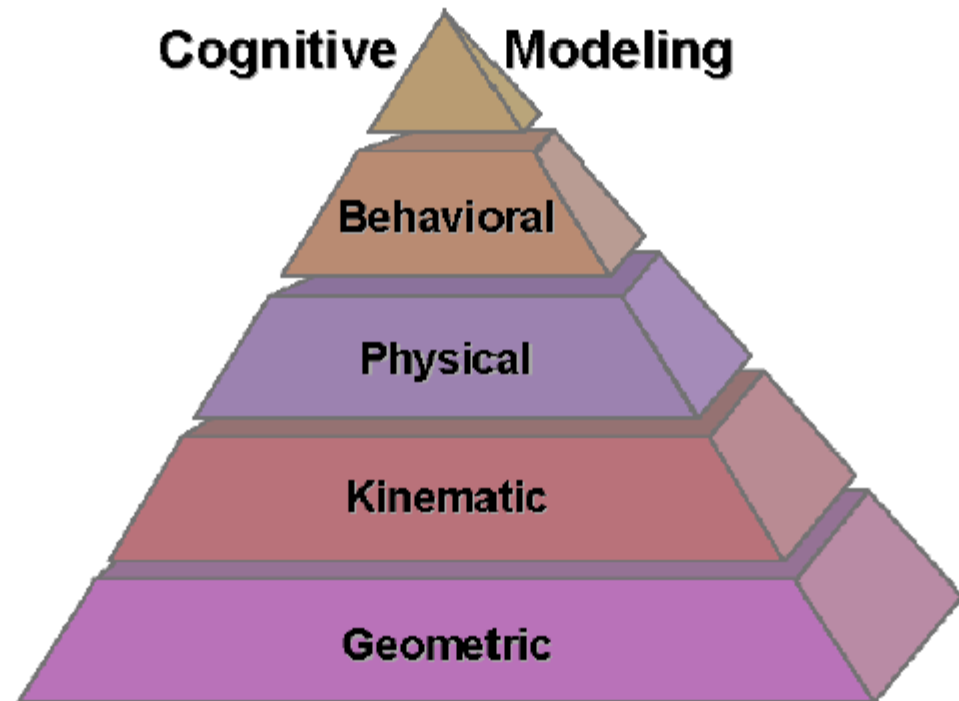 Cognitive Modeling
Behavioral
Physical
Kinematic
Geometric